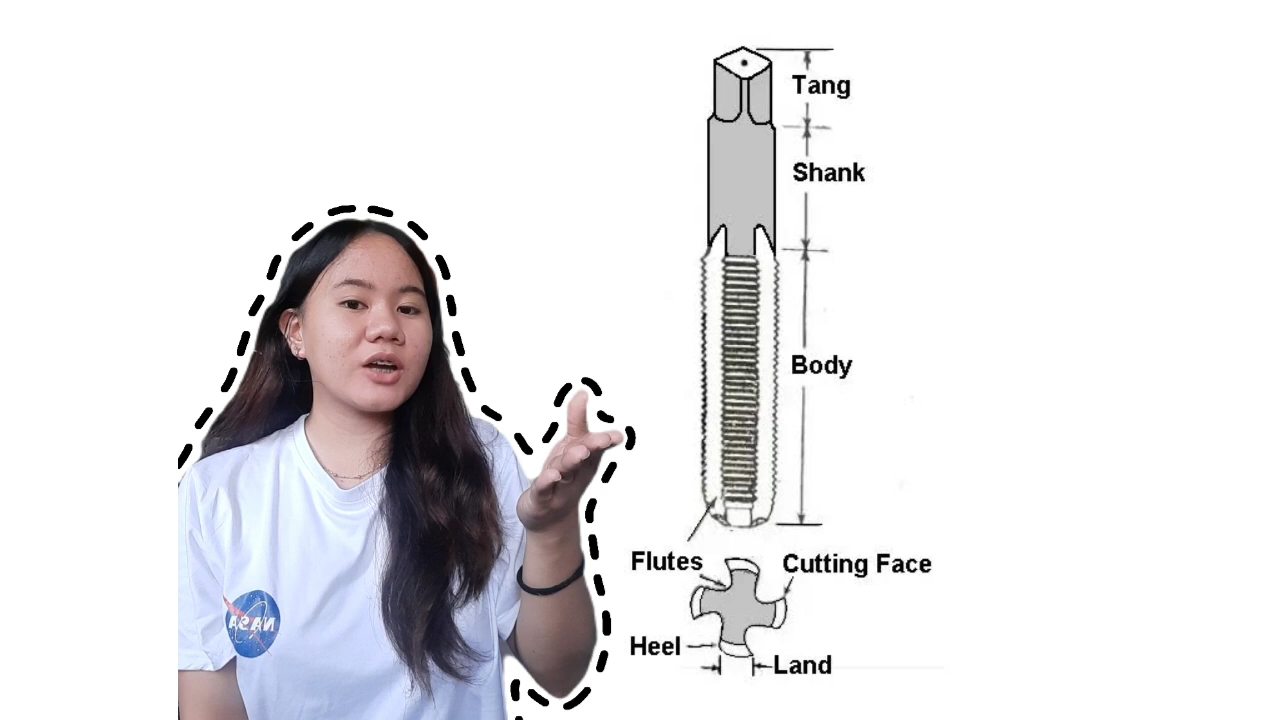 Tang
Shank
Body
Flutes
Cutting Face
Heel
Land
NASA